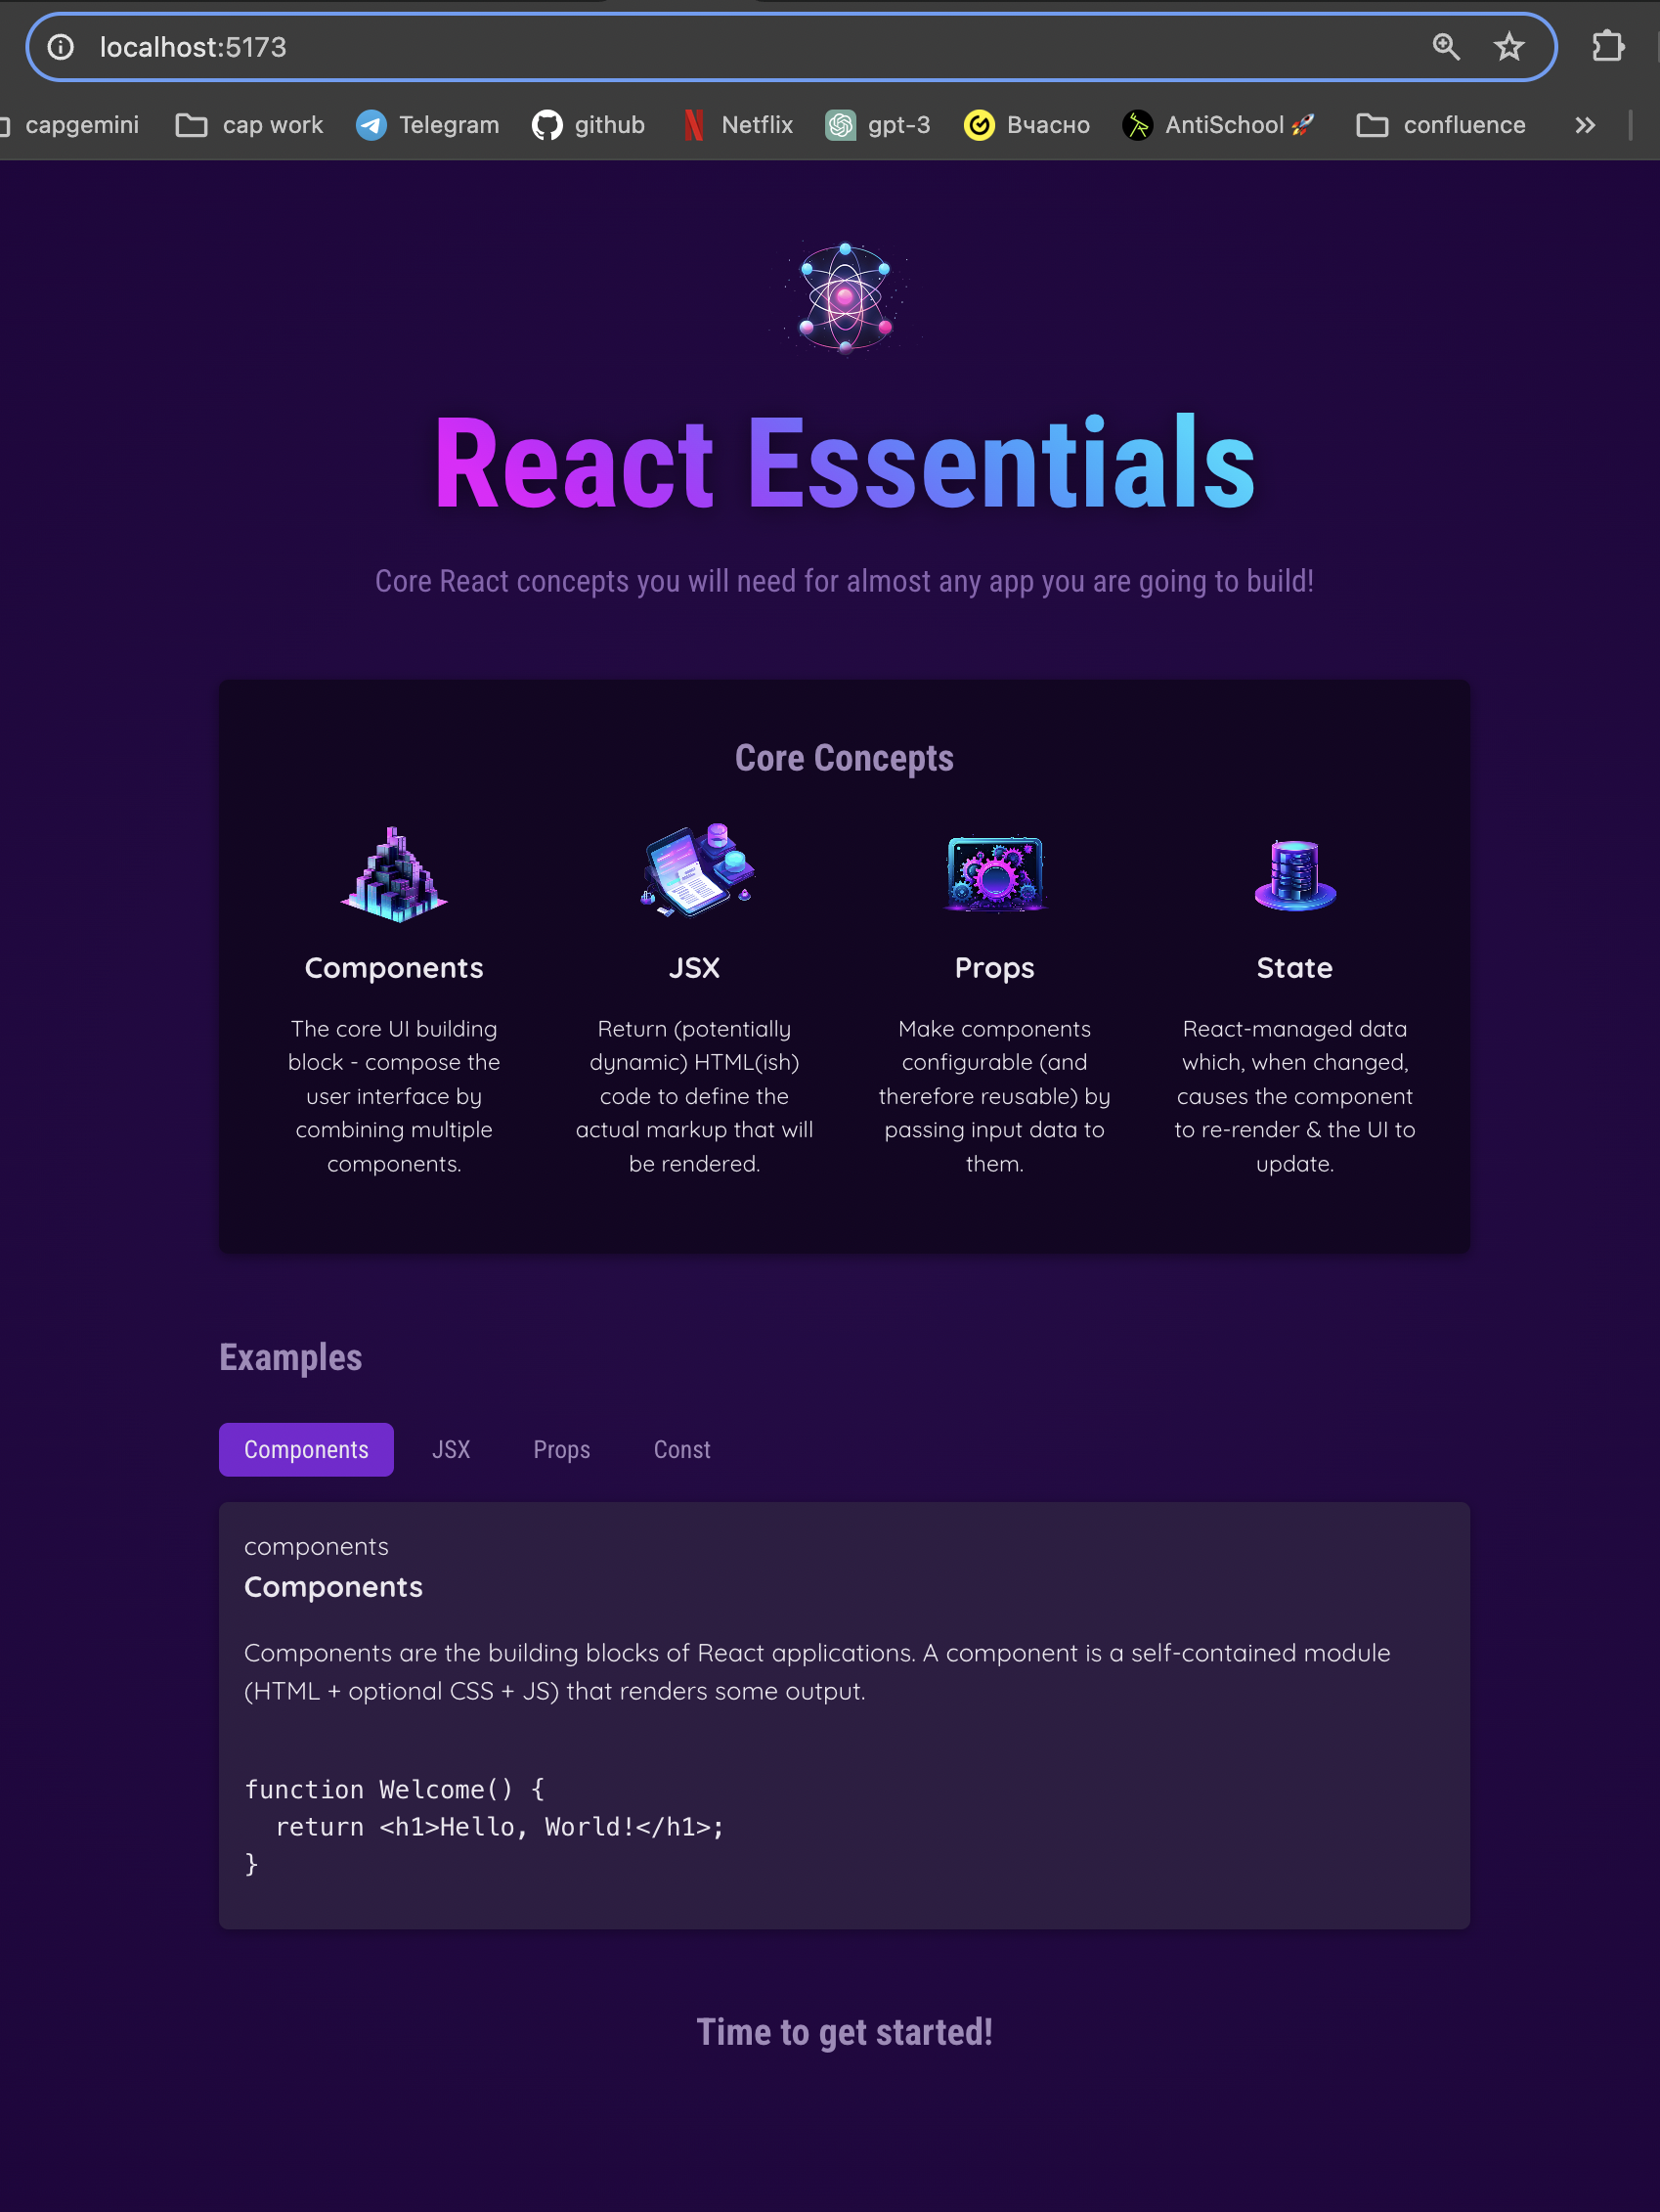 localhost:5173
capgemini cap work Telegram github Netflix gpt-3 Вчасно AntiSchool 🚀 confluence
React Essentials
Core React concepts you will need for almost any app you are going to build!
Core Concepts
Components
The core UI building
block - compose the
user interface by
combining multiple
components.
JSX
Return (potentially
dynamic) HTML(ish)
code to define the
actual markup that will
be rendered.
Props
Make components
configurable (and
therefore reusable) by
passing input data to
them.
State
React-managed data
which, when changed,
causes the component
to re-render & the UI to
update.
Examples
Components JSX Props Const
components
Components
Components are the building blocks of React applications. A component is a self-contained module
(HTML + optional CSS + JS) that renders some output.
function Welcome() {
  return <h1>Hello, World!</h1>;
}
Time to get started!